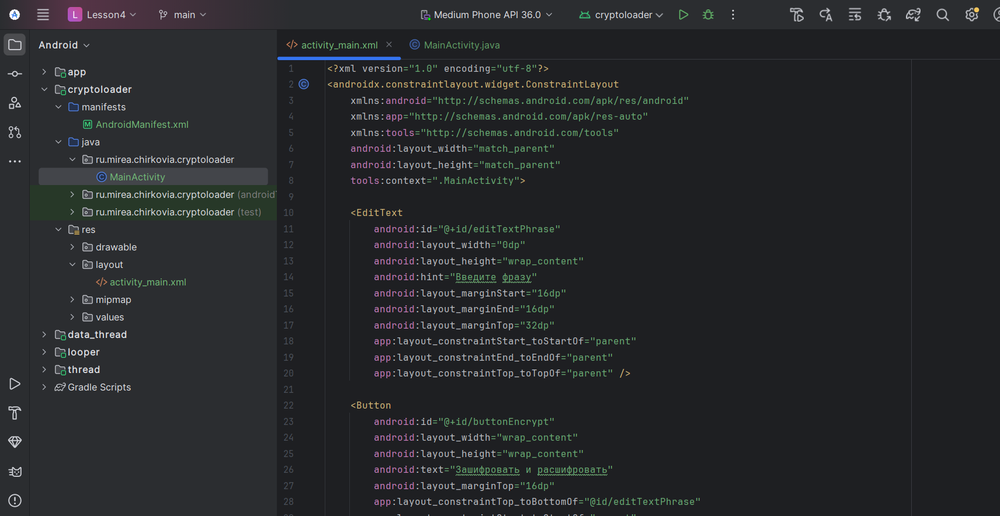 L Lesson4 main Medium Phone API 36.0 cryptoloader
Android
app
cryptoloader
manifests
AndroidManifest.xml
java
ru.mirea.chirkovia.cryptoloader
MainActivity
ru.mirea.chirkovia.cryptoloader (android
ru.mirea.chirkovia.cryptoloader (test)
res
drawable
layout
activity_main.xml
mipmap
values
data_thread
looper
thread
Gradle Scripts
activity_main.xml MainActivity.java
1 <?xml version="1.0" encoding="utf-8"?>
2 <androidx.constraintlayout.widget.ConstraintLayout
3 xmlns:android="http://schemas.android.com/apk/res/android"
4 xmlns:app="http://schemas.android.com/apk/res-auto"
5 xmlns:tools="http://schemas.android.com/tools"
6 android:layout_width="match_parent"
7 android:layout_height="match_parent"
8 tools:context=".MainActivity">
9
10 <EditText
11 android:id="@+id/editTextPhrase"
12 android:layout_width="0dp"
13 android:layout_height="wrap_content"
14 android:hint="Введите фразу"
15 android:layout_marginStart="16dp"
16 android:layout_marginEnd="16dp"
17 android:layout_marginTop="32dp"
18 app:layout_constraintStart_toStartOf="parent"
19 app:layout_constraintEnd_toEndOf="parent"
20 app:layout_constraintTop_toTopOf="parent" />
21
22 <Button
23 android:id="@+id/buttonEncrypt"
24 android:layout_width="wrap_content"
25 android:layout_height="wrap_content"
26 android:text="Зашифровать и расшифровать"
27 android:layout_marginTop="16dp"
28 app:layout_constraintTop_toBottomOf="@id/editTextPhrase"